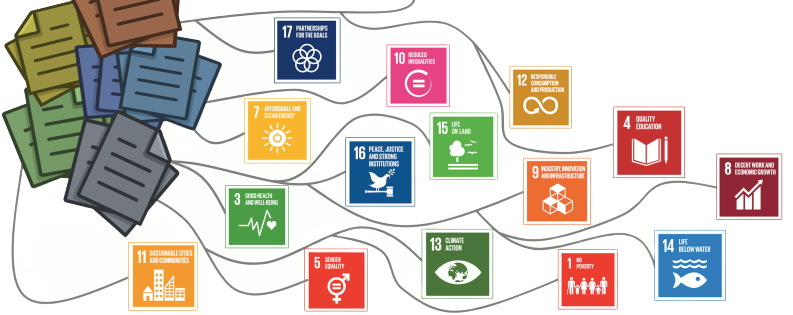 17 PARTNERSHIPS
FOR THE GOALS
10 REDUCED
INEQUALITIES
12 RESPONSIBLE
CONSUMPTION
AND PRODUCTION
7 AFFORDABLE AND
CLEAN ENERGY
15 LIFE
ON LAND
4 QUALITY
EDUCATION
16 PEACE, JUSTICE
AND STRONG
INSTITUTIONS
9 INDUSTRY, INNOVATION
AND INFRASTRUCTURE
8 DECENT WORK AND
ECONOMIC GROWTH
3 GOOD HEALTH
AND WELL-BEING
11 SUSTAINABLE CITIES
AND COMMUNITIES
5 GENDER
EQUALITY
13 CLIMATE
ACTION
1 NO
POVERTY
14 LIFE
BELOW WATER